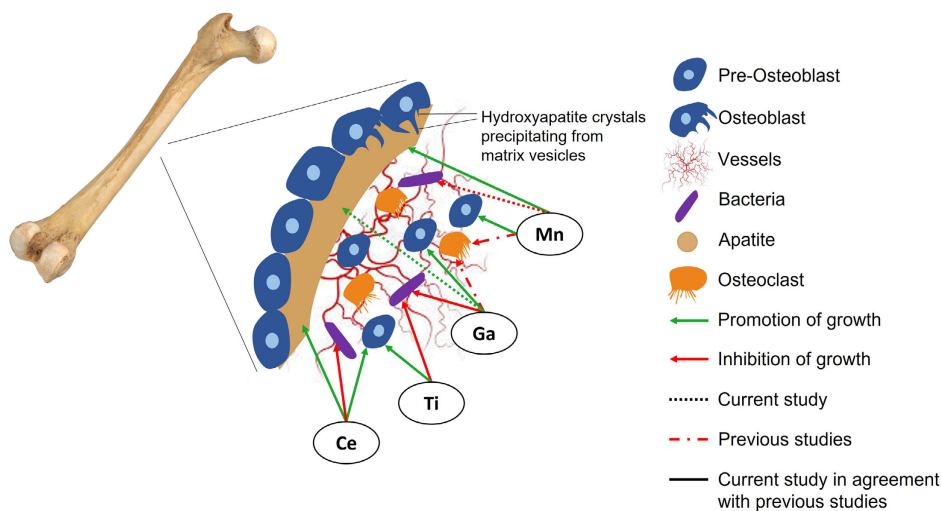 Hydroxyapatite crystals
precipitating from
matrix vesicles
Mn
Ga
Ti
Ce
Pre-Osteoblast
Osteoblast
Vessels
Bacteria
Apatite
Osteoclast
Promotion of growth
Inhibition of growth
Current study
Previous studies
Current study in agreement
with previous studies